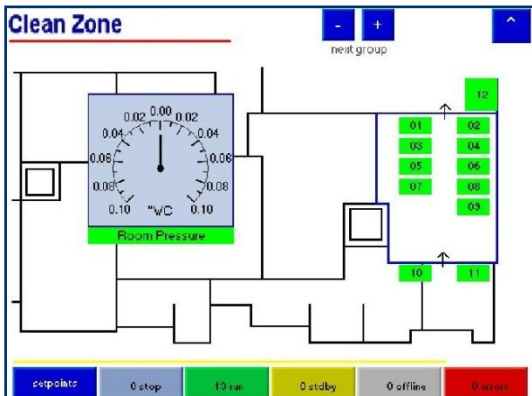 Clean Zone
- +
^
next group
12
01 02
03 04
05 06
07 08
09
10 11
0.00
0.02 0.02
0.04 0.04
0.06 0.06
0.08 0.08
0.10 "WC 0.10
Room Pressure
setpoints 0 stop 13 run 0 stdby 0 offline 0 errors